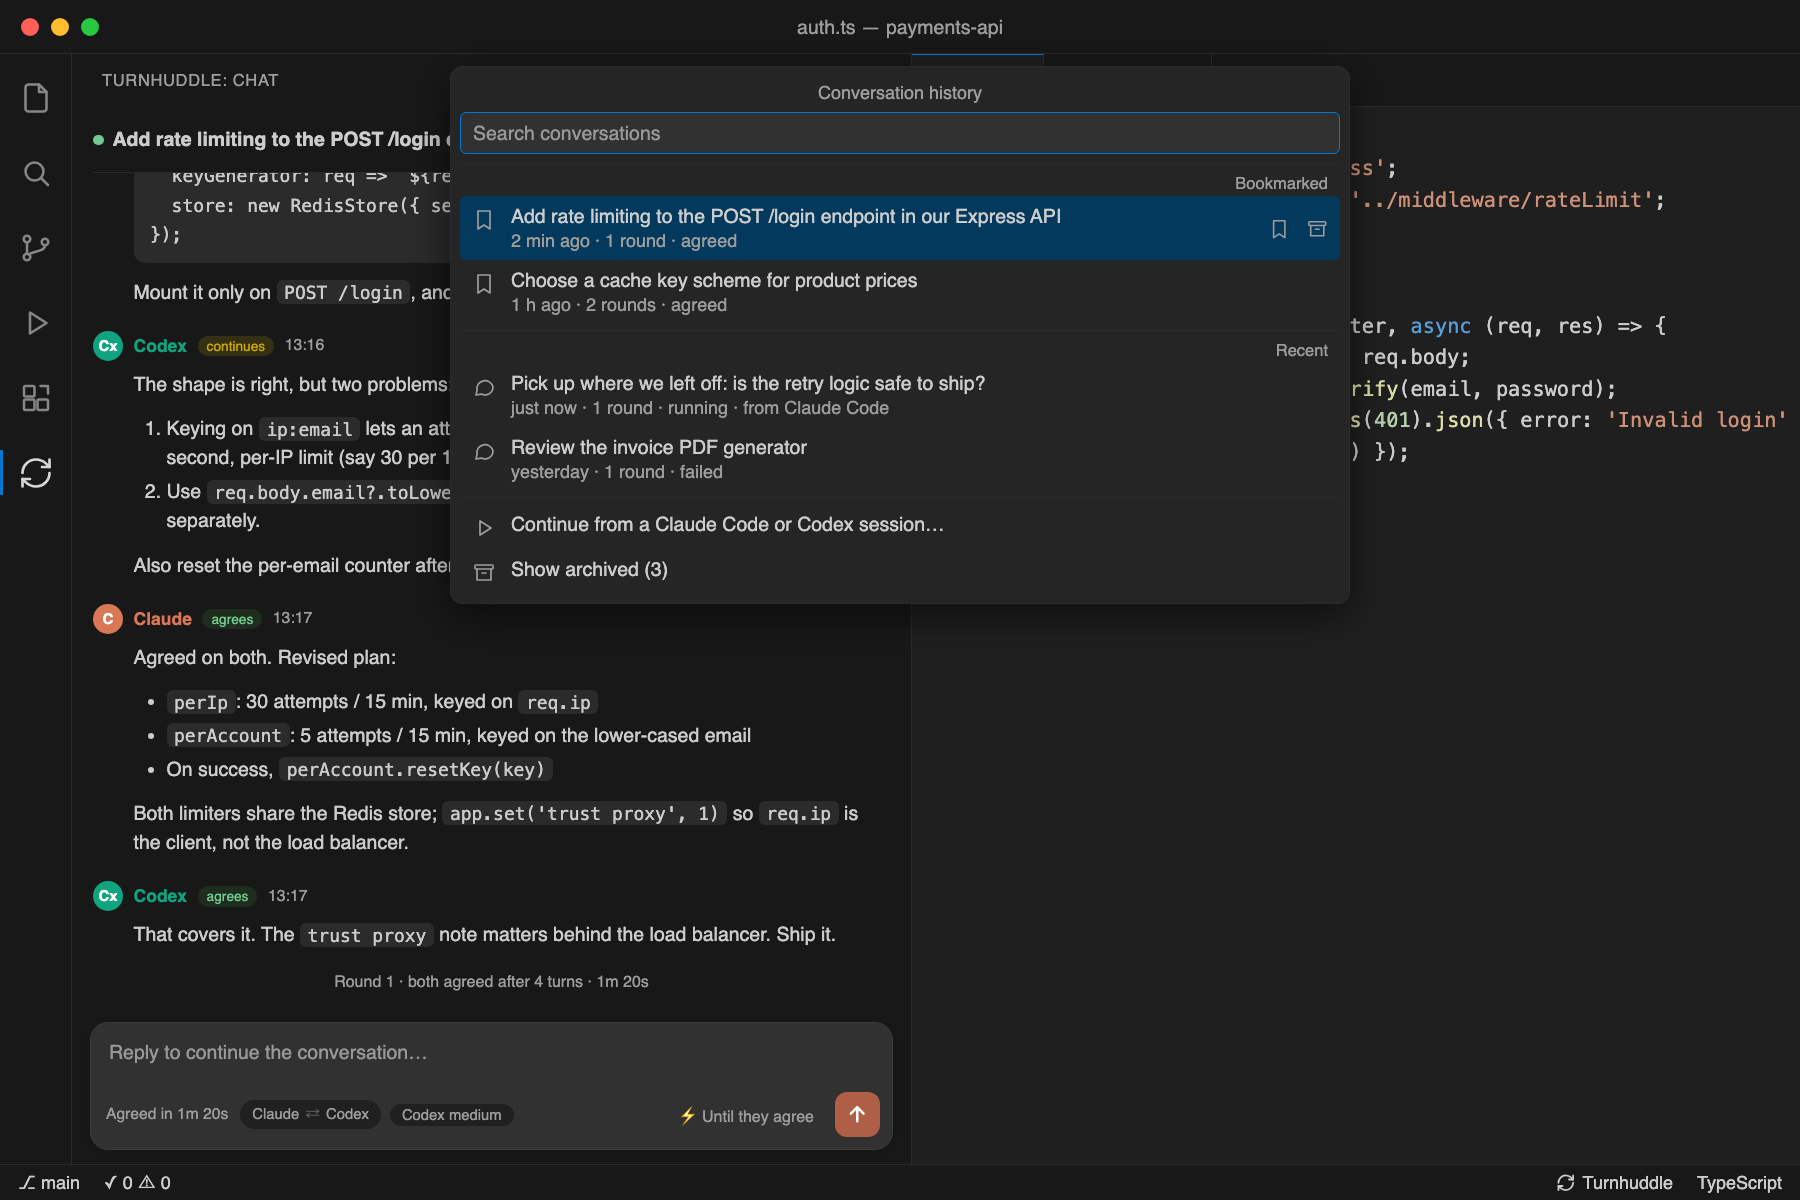 auth.ts — payments-api
TURNHUDDLE: CHAT
Add rate limiting to the POST /login
keyGenerator: req => `${re
store: new RedisStore({ se
});
Mount it only on POST /login, and
Cx Codex continues 13:16
The shape is right, but two problems:
1. Keying on ip:email lets an att
second, per-IP limit (say 30 per 1
2. Use req.body.email?.toLowe
separately.
Also reset the per-email counter after
C Claude agrees 13:17
Agreed on both. Revised plan:
• perIp: 30 attempts / 15 min, keyed on req.ip
• perAccount: 5 attempts / 15 min, keyed on the lower-cased email
• On success, perAccount.resetKey(key)
Both limiters share the Redis store; app.set('trust proxy', 1) so req.ip is
the client, not the load balancer.
Cx Codex agrees 13:17
That covers it. The trust proxy note matters behind the load balancer. Ship it.
Round 1 · both agreed after 4 turns · 1m 20s
Reply to continue the conversation…
Agreed in 1m 20s Claude ⇄ Codex Codex medium ⚡ Until they agree
Conversation history
Search conversations
Bookmarked
Add rate limiting to the POST /login endpoint in our Express API
2 min ago · 1 round · agreed
Choose a cache key scheme for product prices
1 h ago · 2 rounds · agreed
Recent
Pick up where we left off: is the retry logic safe to ship?
just now · 1 round · running · from Claude Code
Review the invoice PDF generator
yesterday · 1 round · failed
Continue from a Claude Code or Codex session…
Show archived (3)
ss';
'../middleware/rateLimit';
ter, async (req, res) => {
req.body;
rify(email, password);
s(401).json({ error: 'Invalid login'
) });
main ✓ 0 ⚠ 0
Turnhuddle TypeScript